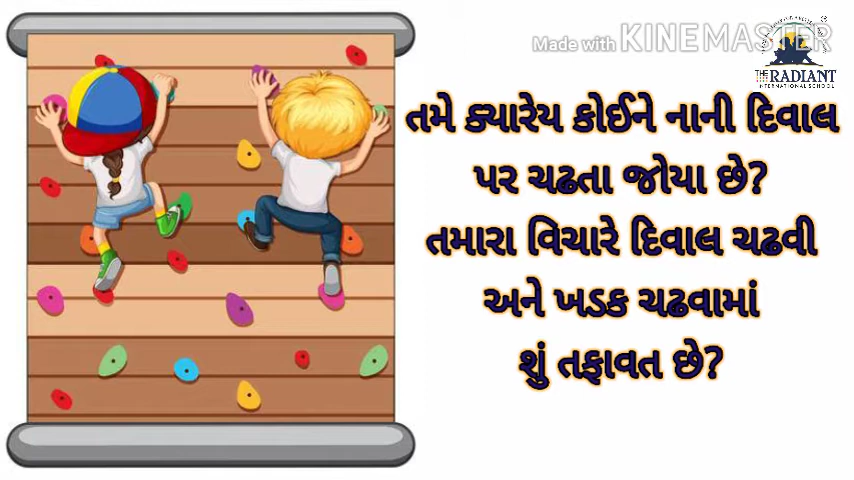 Made with KINEMASTER
THE RADIANT
INTERNATIONAL SCHOOL
તમે ક્યારેય કોઈને નાની દિવાલ
પર ચઢતા જોયા છે?
તમારા વિચારે દિવાલ ચઢવી
અને ખડક ચઢવામાં
શું તફાવત છે?